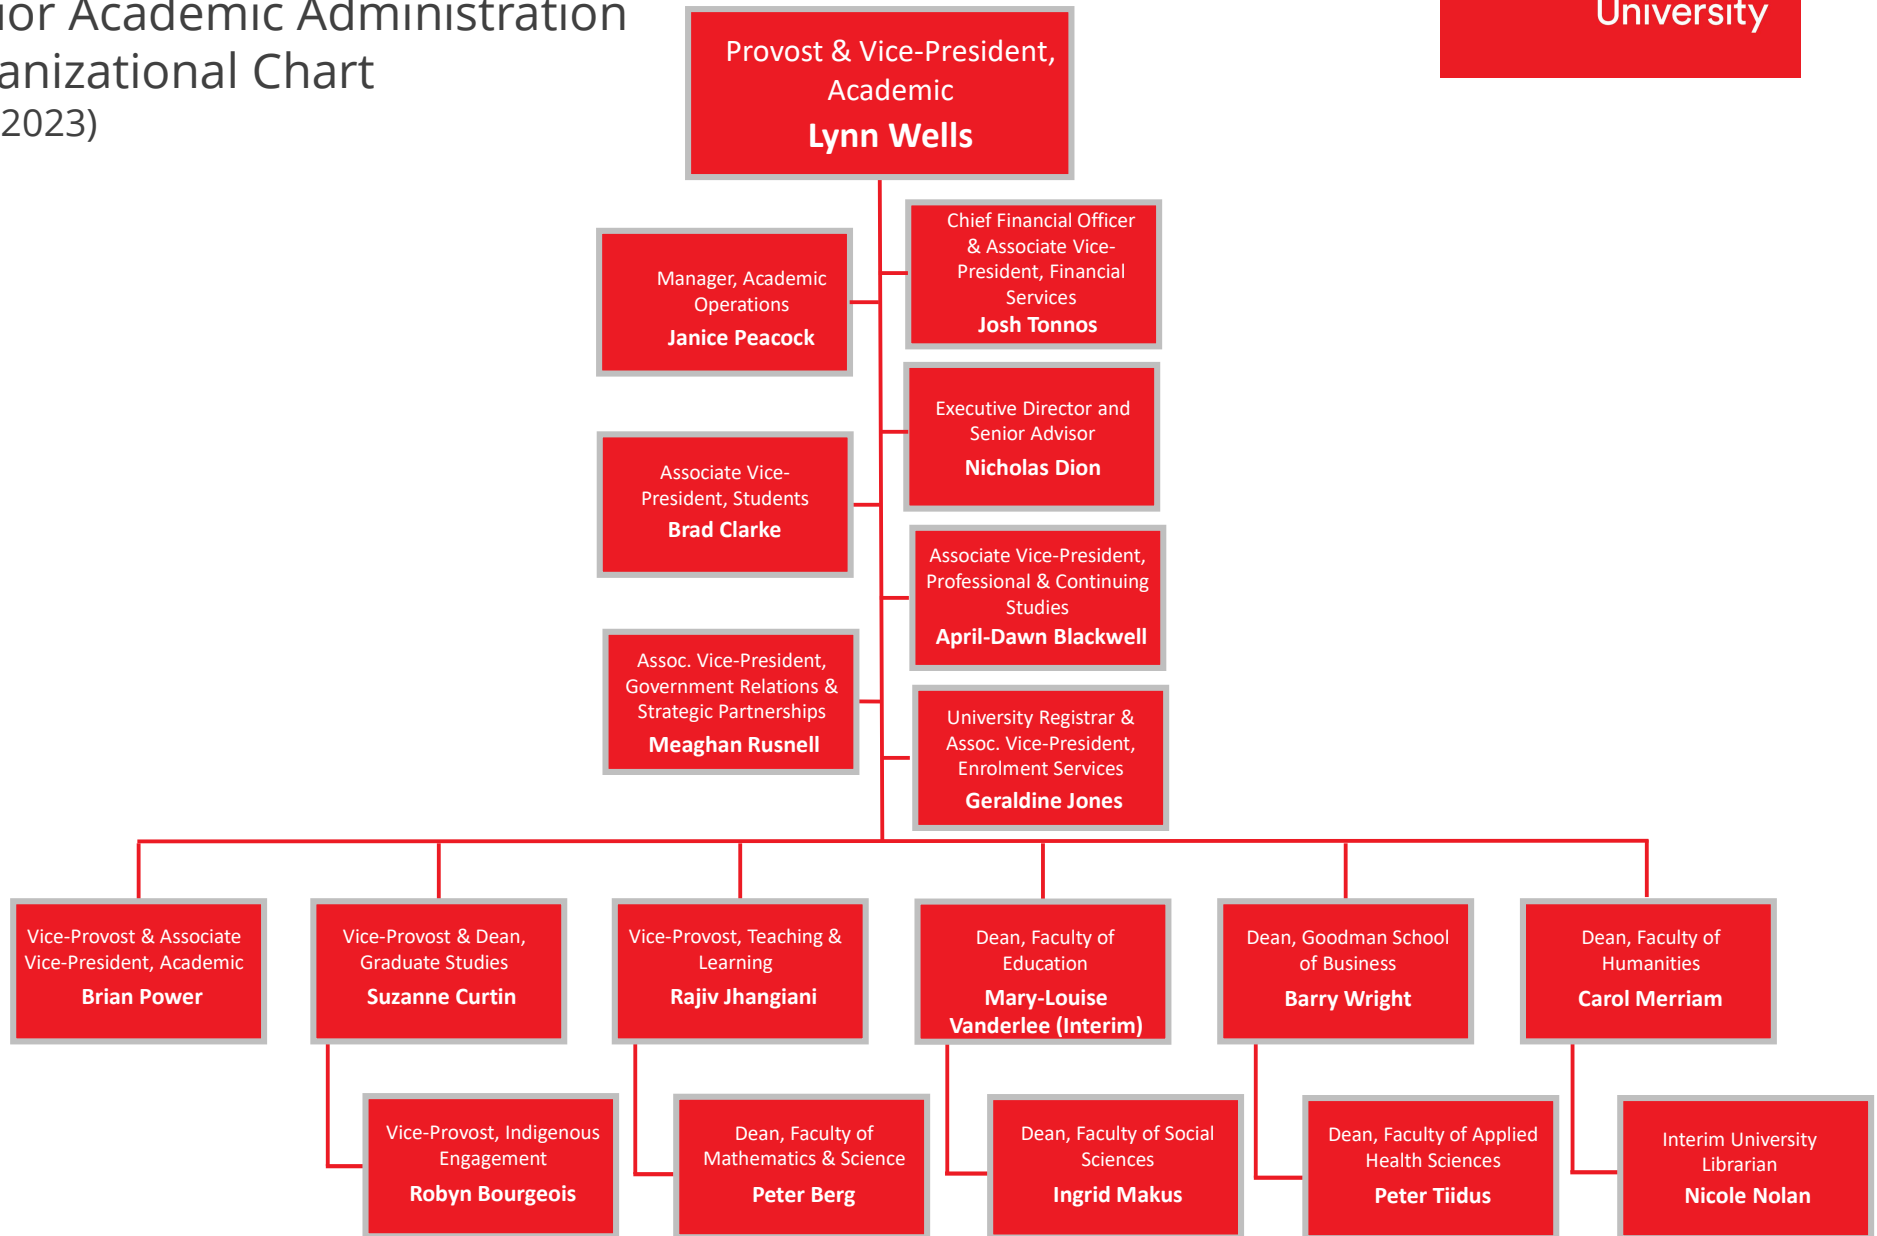 Academic Administration
Chart
2023)
University
Provost & Vice-President,
Academic
Lynn Wells
Chief Financial Officer
& Associate Vice-
President, Financial
Services
Josh Tonnos
Manager, Academic
Operations
Janice Peacock
Executive Director and
Senior Advisor
Nicholas Dion
Associate Vice-
President, Students
Brad Clarke
Associate Vice-President,
Professional & Continuing
Studies
April-Dawn Blackwell
Assoc. Vice-President,
Government Relations &
Strategic Partnerships
Meaghan Rusnell
University Registrar &
Assoc. Vice-President,
Enrolment Services
Geraldine Jones
Vice-Provost & Associate
Vice-President, Academic
Brian Power
Vice-Provost & Dean,
Graduate Studies
Suzanne Curtin
Vice-Provost, Teaching &
Learning
Rajiv Jhangiani
Dean, Faculty of
Education
Mary-Louise
Vanderlee (Interim)
Dean, Goodman School
of Business
Barry Wright
Dean, Faculty of
Humanities
Carol Merriam
Vice-Provost, Indigenous
Engagement
Robyn Bourgeois
Dean, Faculty of
Mathematics & Science
Peter Berg
Dean, Faculty of Social
Sciences
Ingrid Makus
Dean, Faculty of Applied
Health Sciences
Peter Tiidus
Interim University
Librarian
Nicole Nolan